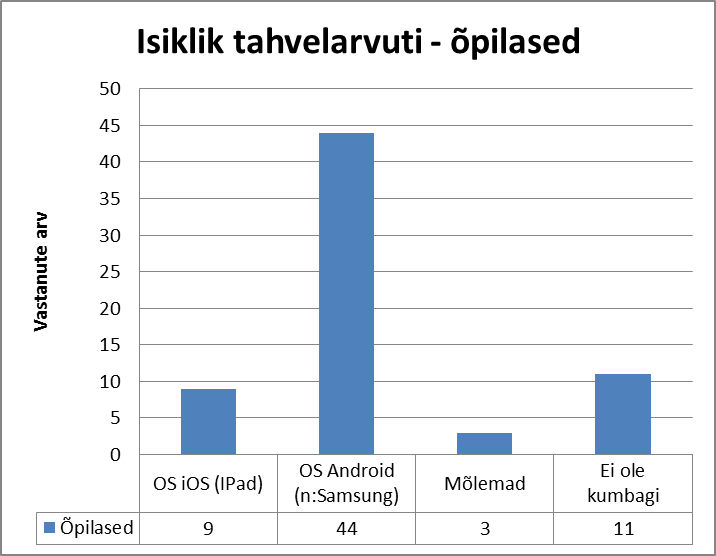 Isiklik tahvelarvuti - õpilased
Vastanute arv
50
45
40
35
30
25
20
15
10
5
0
OS iOS (IPad)
OS Android
(n:Samsung)
Mõlemad
Ei ole
kumbagi
Õpilased 9 44 3 11